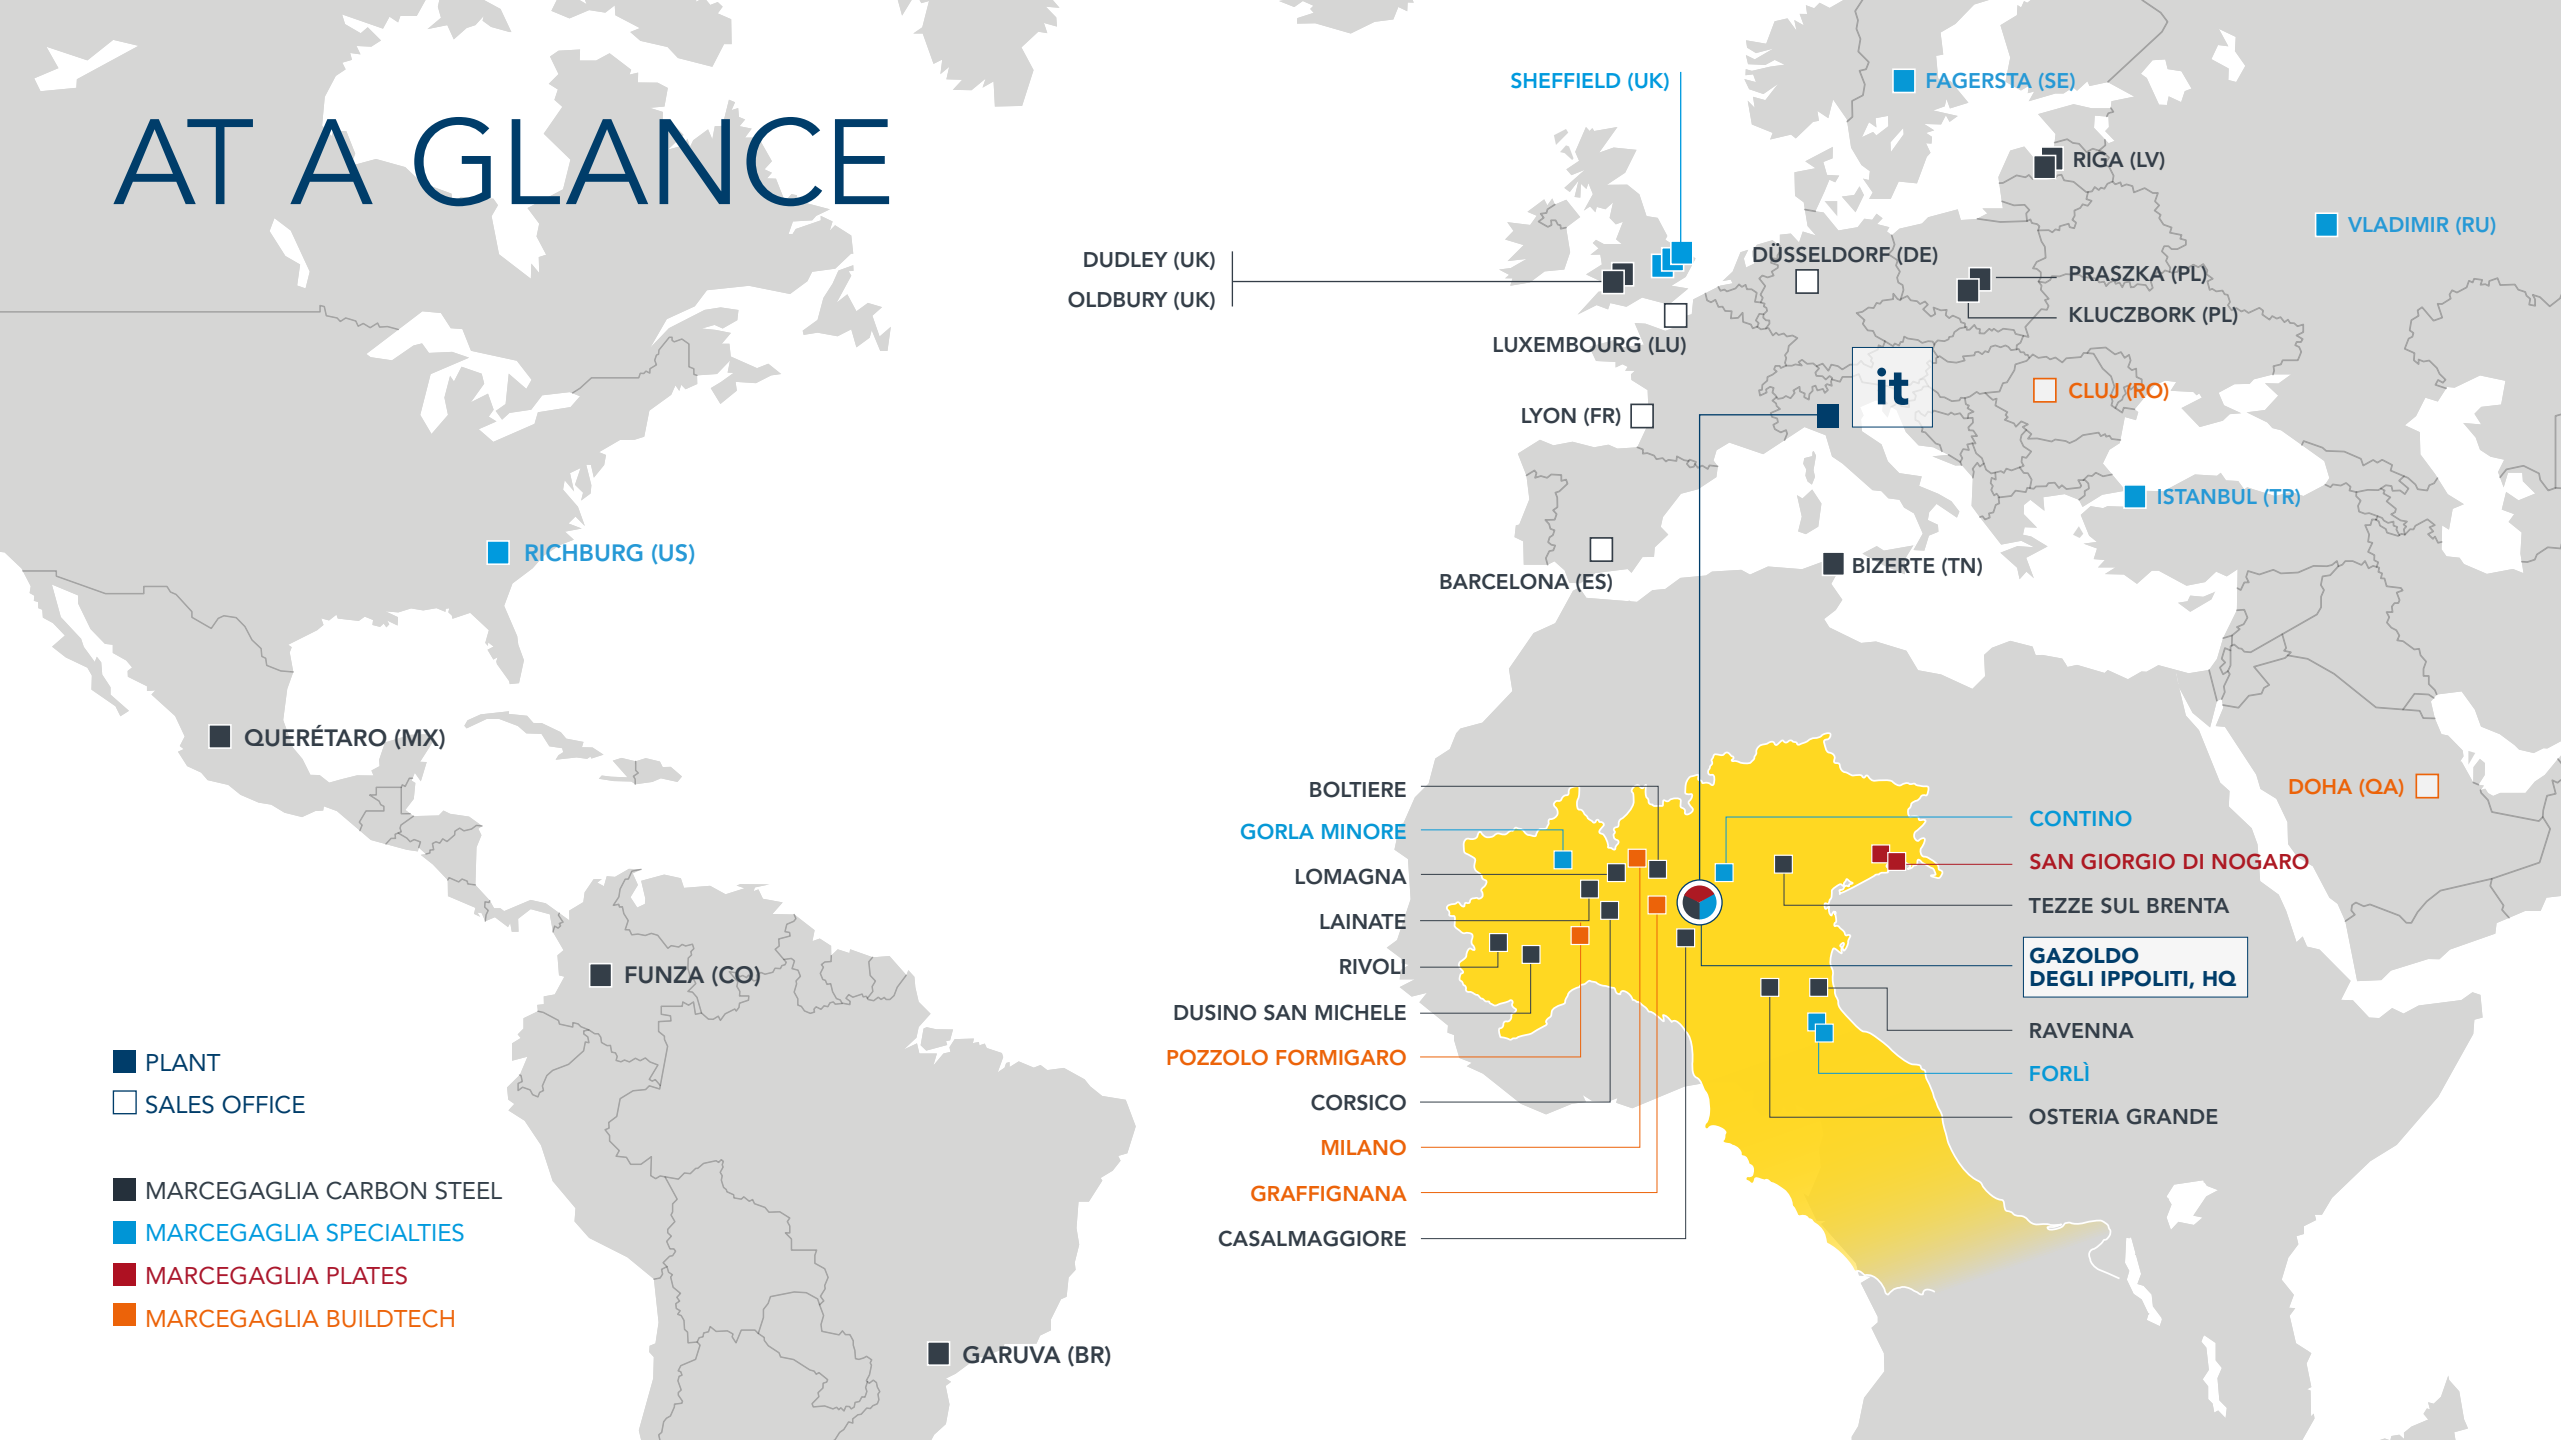 AT A GLANCE
SHEFFIELD (UK)
FAGERSTA (SE)
RIGA (LV)
VLADIMIR (RU)
DUDLEY (UK)
OLDBURY (UK)
DÜSSELDORF (DE)
PRASZKA (PL)
KLUCZBORK (PL)
LUXEMBOURG (LU)
it
CLUJ (RO)
LYON (FR)
ISTANBUL (TR)
RICHBURG (US)
BARCELONA (ES)
BIZERTE (TN)
QUERÉTARO (MX)
DOHA (QA)
BOLTIERE
GORLA MINORE
LOMAGNA
LAINATE
RIVOLI
DUSINO SAN MICHELE
POZZOLO FORMIGARO
CORSICO
MILANO
GRAFFIGNANA
CASALMAGGIORE
CONTINO
SAN GIORGIO DI NOGARO
TEZZE SUL BRENTA
GAZOLDO
DEGLI IPPOLITI, HQ
RAVENNA
FORLÌ
OSTERIA GRANDE
FUNZA (CO)
GARUVA (BR)
PLANT
SALES OFFICE
MARCEGAGLIA CARBON STEEL
MARCEGAGLIA SPECIALTIES
MARCEGAGLIA PLATES
MARCEGAGLIA BUILDTECH